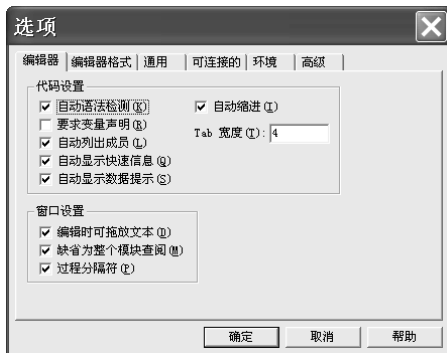 选项
编辑器 编辑器格式 通用 可连接的 环境 高级
代码设置
自动语法检测(K) 自动缩进(I)
要求变量声明(R) Tab 宽度(T): 4
自动列出成员(L)
自动显示快速信息(Q)
自动显示数据提示(S)
窗口设置
编辑时可拖放文本(D)
缺省为整个模块查阅(M)
过程分隔符(P)
确定 取消 帮助